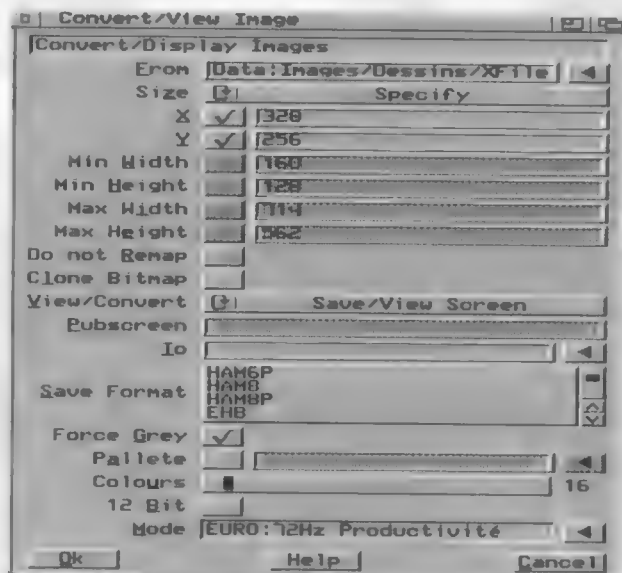 Convert/View Image
Convert/Display Images
From Data:Images/Dessins/XFile
Size Specify
X 328
Y 256
Min Width 160
Min Height 128
Max Width
Max Height
Do not Remap
Clone Bitmap
View/Convert Save/View Screen
Pubscreen
To
HAM6P
HAM8
Save Format HAM8P
EHB
Force Grey
Pallete
Colours 16
12 Bit
Mode EURO:72Hz Productivité
Ok Help Cancel